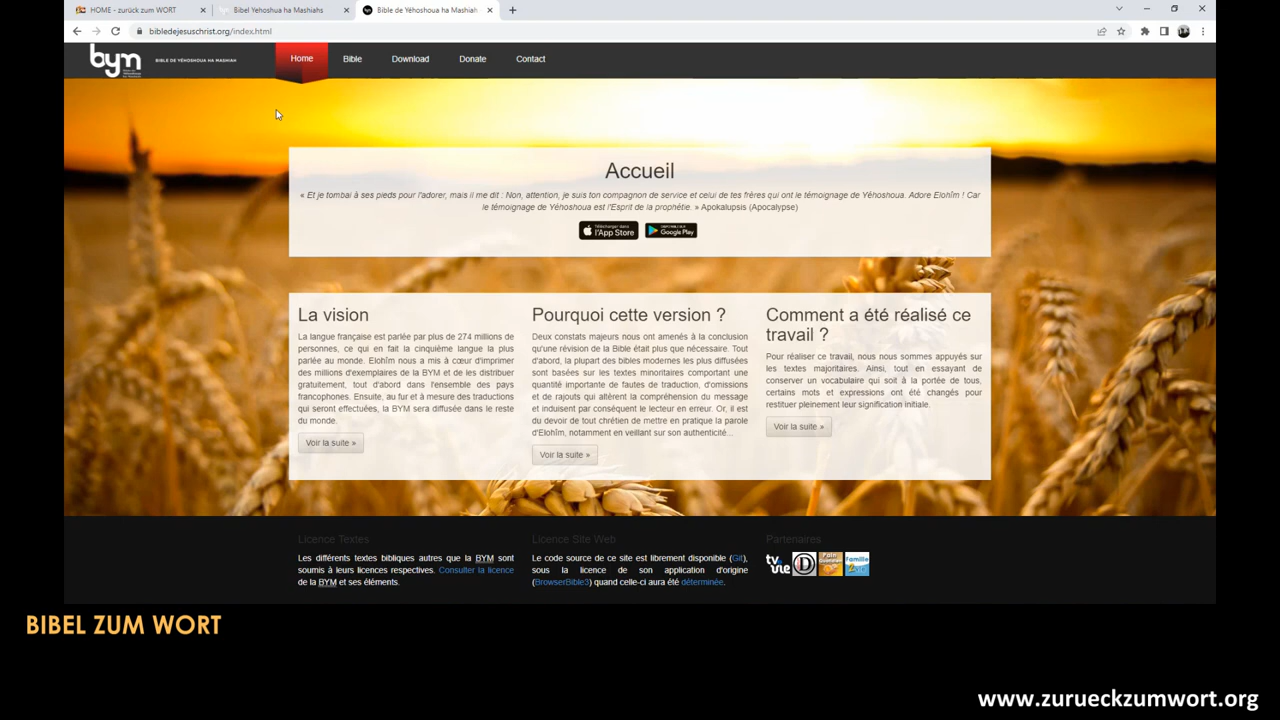 HOME - zurück zum WORT
Bibel Yehoshua ha Mashiahs
Bible de Yéhoshoua ha Mashiah
bibledejesuschrist.org/index.html
bym
BIBLE DE YÉHOSHOUA HA MASHIAH
Home
Bible
Download
Donate
Contact
Accueil
« Et je tombai à ses pieds pour l'adorer, mais il me dit : Non, attention, je suis ton compagnon de service et celui de tes frères qui ont le témoignage de Yéhoshoua. Adore Elohîm ! Car
le témoignage de Yéhoshoua est l'Esprit de la prophétie. » Apokalupsis (Apocalypse)
Télécharger dans
l'App Store
DISPONIBLE SUR
Google Play
La vision
La langue française est parlée par plus de 274 millions de
personnes, ce qui en fait la cinquième langue la plus
parlée au monde. Elohîm nous a mis à cœur d'imprimer
des millions d'exemplaires de la BYM et de les distribuer
gratuitement, tout d'abord dans l'ensemble des pays
francophones. Ensuite, au fur et à mesure des traductions
qui seront effectuées, la BYM sera diffusée dans le reste
du monde.
Voir la suite »
Pourquoi cette version ?
Deux constats majeurs nous ont amenés à la conclusion
qu'une révision de la Bible était plus que nécessaire. Tout
d'abord, la plupart des bibles modernes les plus diffusées
sont basées sur les textes minoritaires comportant une
quantité importante de fautes de traduction, d'omissions
et de rajouts qui altèrent la compréhension du message
et induisent par conséquent le lecteur en erreur. Or, il est
du devoir de tout chrétien de mettre en pratique la parole
d'Elohîm, notamment en veillant sur son authenticité...
Voir la suite »
Comment a été réalisé ce
travail ?
Pour réaliser ce travail, nous nous sommes appuyés sur
les textes majoritaires. Ainsi, tout en essayant de
conserver un vocabulaire qui soit à la portée de tous,
certains mots et expressions ont été changés pour
restituer pleinement leur signification initiale.
Voir la suite »
Licence Textes
Les différents textes bibliques autres que la BYM sont
soumis à leurs licences respectives. Consulter la licence
de la BYM et ses éléments.
Licence Site Web
Le code source de ce site est librement disponible (Git),
sous la licence de son application d'origine
(BrowserBible3) quand celle-ci aura été déterminée.
Partenaires
BIBEL ZUM WORT
www.zurueckzumwort.org